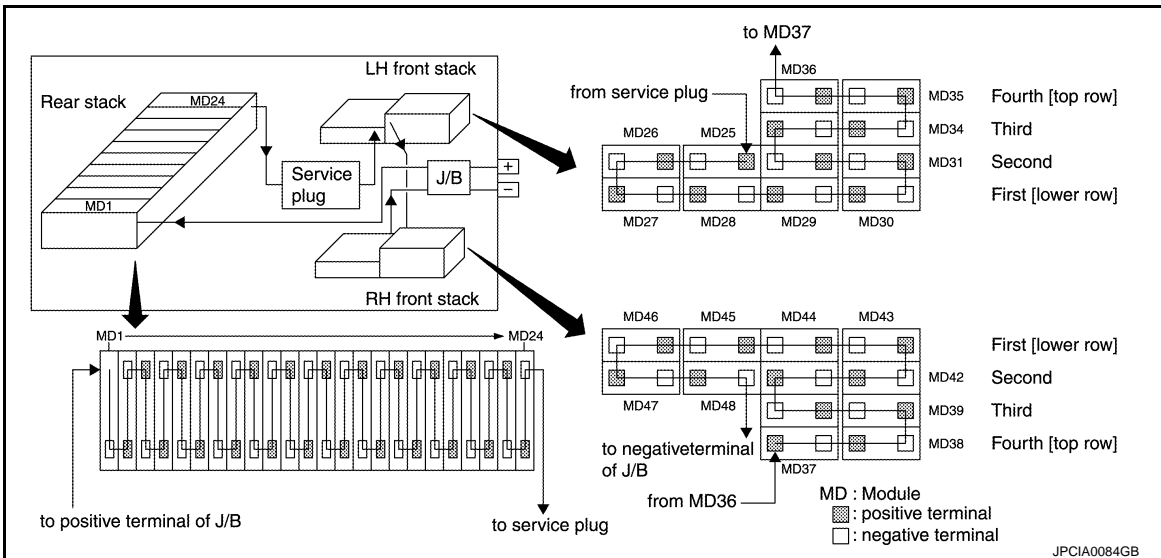 LH front stack
Rear stack
MD24
Service
plug
J/B
+
−
MD1
RH front stack
to MD37
MD36
from service plug
MD35 Fourth [top row]
MD26 MD25
MD34 Third
MD31 Second
First [lower row]
MD27 MD28 MD29 MD30
MD1 MD24
to positive terminal of J/B
to service plug
MD46 MD45 MD44 MD43
First [lower row]
MD42 Second
MD47 MD48
MD39 Third
to negativeterminal
of J/B
MD38 Fourth [top row]
MD37
from MD36
MD : Module
: positive terminal
: negative terminal
JPCIA0084GB